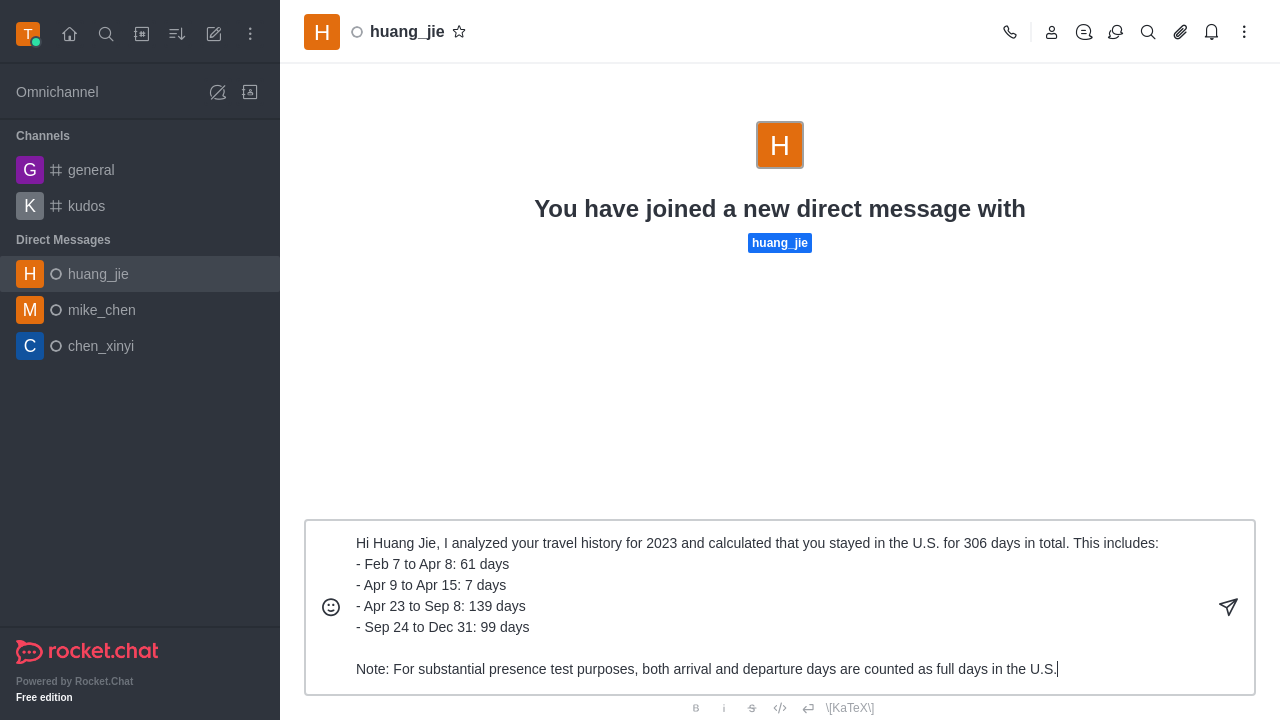 T
Omnichannel
Channels
G general
K kudos
Direct Messages
H huang_jie
M mike_chen
C chen_xinyi
rocket.chat
Powered by Rocket.Chat
Free edition
H huang_jie
H
You have joined a new direct message with
huang_jie
Hi Huang Jie, I analyzed your travel history for 2023 and calculated that you stayed in the U.S. for 306 days in total. This includes:
- Feb 7 to Apr 8: 61 days
- Apr 9 to Apr 15: 7 days
- Apr 23 to Sep 8: 139 days
- Sep 24 to Dec 31: 99 days
Note: For substantial presence test purposes, both arrival and departure days are counted as full days in the U.S.
B i S \[KaTeX\]